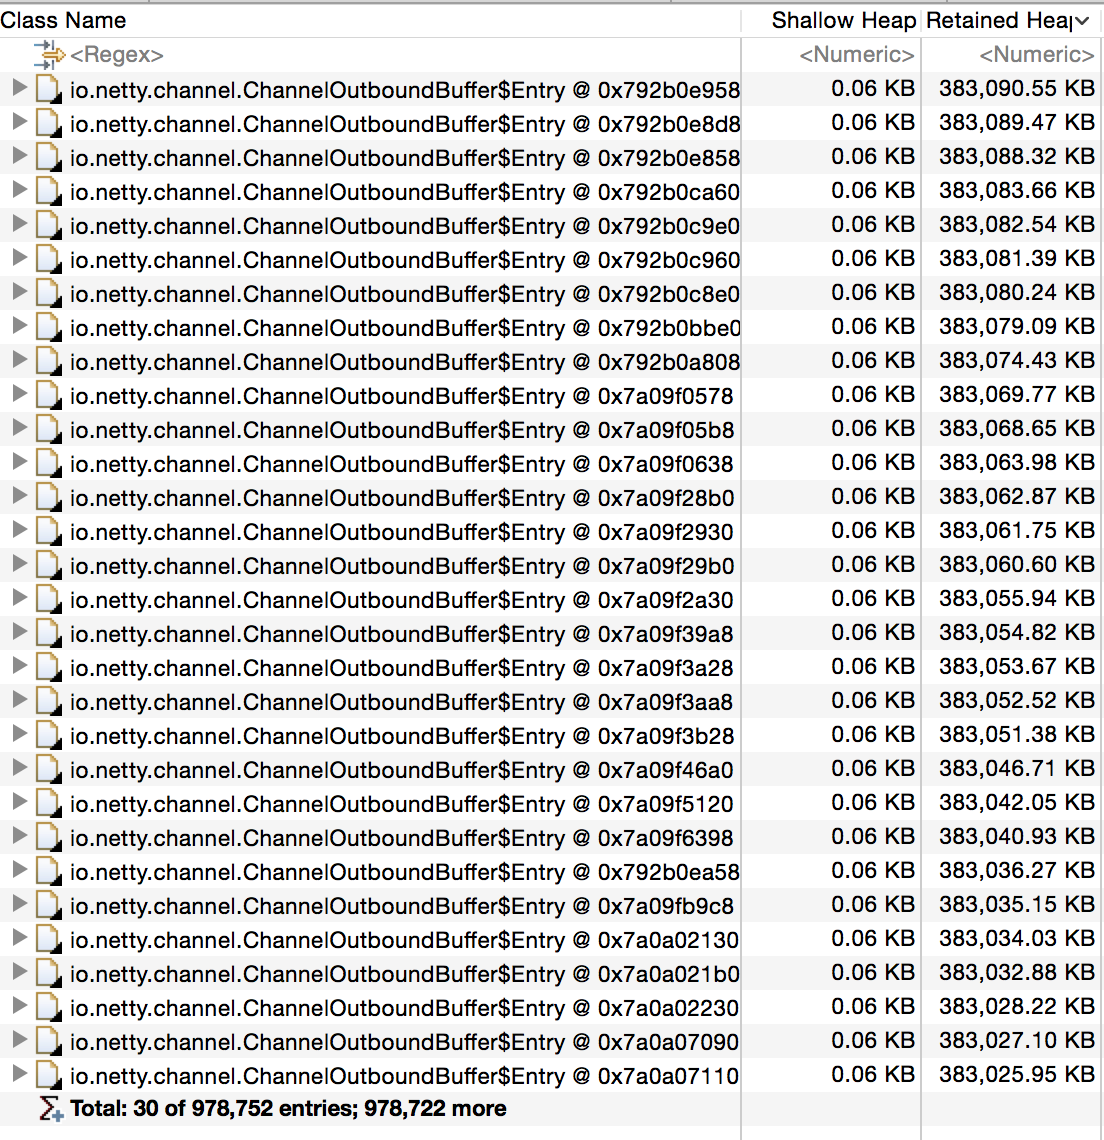 Class Name Shallow Heap Retained Heap
<Regex> <Numeric> <Numeric>
io.netty.channel.ChannelOutboundBuffer$Entry @ 0x792b0e958 0.06 KB 383,090.55 KB
io.netty.channel.ChannelOutboundBuffer$Entry @ 0x792b0e8d8 0.06 KB 383,089.47 KB
io.netty.channel.ChannelOutboundBuffer$Entry @ 0x792b0e858 0.06 KB 383,088.32 KB
io.netty.channel.ChannelOutboundBuffer$Entry @ 0x792b0ca60 0.06 KB 383,083.66 KB
io.netty.channel.ChannelOutboundBuffer$Entry @ 0x792b0c9e0 0.06 KB 383,082.54 KB
io.netty.channel.ChannelOutboundBuffer$Entry @ 0x792b0c960 0.06 KB 383,081.39 KB
io.netty.channel.ChannelOutboundBuffer$Entry @ 0x792b0c8e0 0.06 KB 383,080.24 KB
io.netty.channel.ChannelOutboundBuffer$Entry @ 0x792b0bbe0 0.06 KB 383,079.09 KB
io.netty.channel.ChannelOutboundBuffer$Entry @ 0x792b0a808 0.06 KB 383,074.43 KB
io.netty.channel.ChannelOutboundBuffer$Entry @ 0x7a09f0578 0.06 KB 383,069.77 KB
io.netty.channel.ChannelOutboundBuffer$Entry @ 0x7a09f05b8 0.06 KB 383,068.65 KB
io.netty.channel.ChannelOutboundBuffer$Entry @ 0x7a09f0638 0.06 KB 383,063.98 KB
io.netty.channel.ChannelOutboundBuffer$Entry @ 0x7a09f28b0 0.06 KB 383,062.87 KB
io.netty.channel.ChannelOutboundBuffer$Entry @ 0x7a09f2930 0.06 KB 383,061.75 KB
io.netty.channel.ChannelOutboundBuffer$Entry @ 0x7a09f29b0 0.06 KB 383,060.60 KB
io.netty.channel.ChannelOutboundBuffer$Entry @ 0x7a09f2a30 0.06 KB 383,055.94 KB
io.netty.channel.ChannelOutboundBuffer$Entry @ 0x7a09f39a8 0.06 KB 383,054.82 KB
io.netty.channel.ChannelOutboundBuffer$Entry @ 0x7a09f3a28 0.06 KB 383,053.67 KB
io.netty.channel.ChannelOutboundBuffer$Entry @ 0x7a09f3aa8 0.06 KB 383,052.52 KB
io.netty.channel.ChannelOutboundBuffer$Entry @ 0x7a09f3b28 0.06 KB 383,051.38 KB
io.netty.channel.ChannelOutboundBuffer$Entry @ 0x7a09f46a0 0.06 KB 383,046.71 KB
io.netty.channel.ChannelOutboundBuffer$Entry @ 0x7a09f5120 0.06 KB 383,042.05 KB
io.netty.channel.ChannelOutboundBuffer$Entry @ 0x7a09f6398 0.06 KB 383,040.93 KB
io.netty.channel.ChannelOutboundBuffer$Entry @ 0x792b0ea58 0.06 KB 383,036.27 KB
io.netty.channel.ChannelOutboundBuffer$Entry @ 0x7a09fb9c8 0.06 KB 383,035.15 KB
io.netty.channel.ChannelOutboundBuffer$Entry @ 0x7a0a02130 0.06 KB 383,034.03 KB
io.netty.channel.ChannelOutboundBuffer$Entry @ 0x7a0a021b0 0.06 KB 383,032.88 KB
io.netty.channel.ChannelOutboundBuffer$Entry @ 0x7a0a02230 0.06 KB 383,028.22 KB
io.netty.channel.ChannelOutboundBuffer$Entry @ 0x7a0a07090 0.06 KB 383,027.10 KB
io.netty.channel.ChannelOutboundBuffer$Entry @ 0x7a0a07110 0.06 KB 383,025.95 KB
Total: 30 of 978,752 entries; 978,722 more